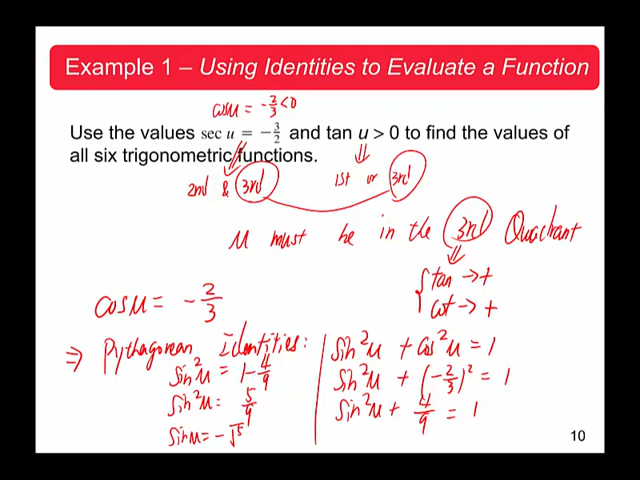 Example 1 – Using Identities to Evaluate a Function
cos u = -2/3 < 0
Use the values sec u = -3/2 and tan u > 0 to find the values of
all six trigonometric functions.
2nd & 3rd
1st or 3rd
u must be in the 3rd Quadrant
tan → +
cot → +
cos u = -2/3
⇒ Pythagorean identities:
sin²u = 1 - 4/9
sin²u = 5/9
sin u = -√5
sin²u + cos²u = 1
sin²u + (-2/3)² = 1
sin²u + 4/9 = 1
10